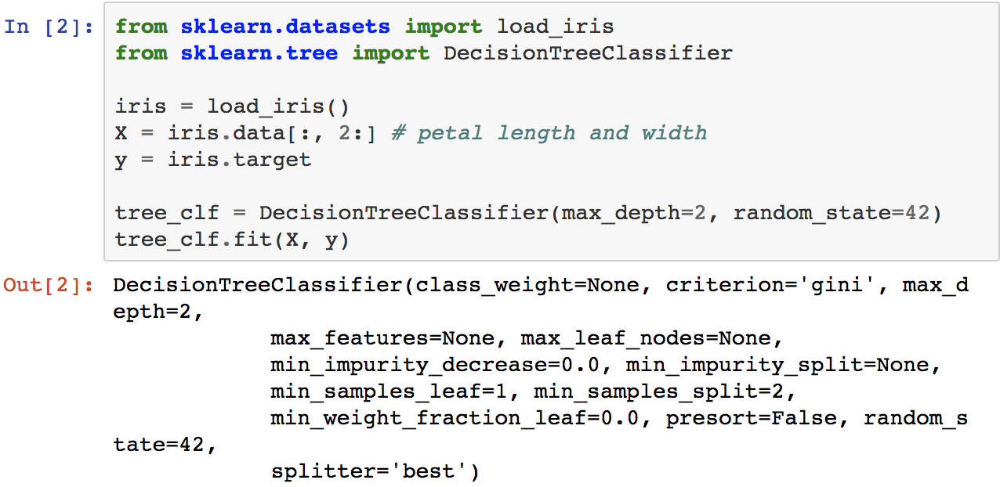 In [2]: from sklearn.datasets import load_iris
from sklearn.tree import DecisionTreeClassifier
iris = load_iris()
X = iris.data[:, 2:] # petal length and width
y = iris.target
tree_clf = DecisionTreeClassifier(max_depth=2, random_state=42)
tree_clf.fit(X, y)
Out[2]: DecisionTreeClassifier(class_weight=None, criterion='gini', max_d
epth=2,
max_features=None, max_leaf_nodes=None,
min_impurity_decrease=0.0, min_impurity_split=None,
min_samples_leaf=1, min_samples_split=2,
min_weight_fraction_leaf=0.0, presort=False, random_s
tate=42,
splitter='best')